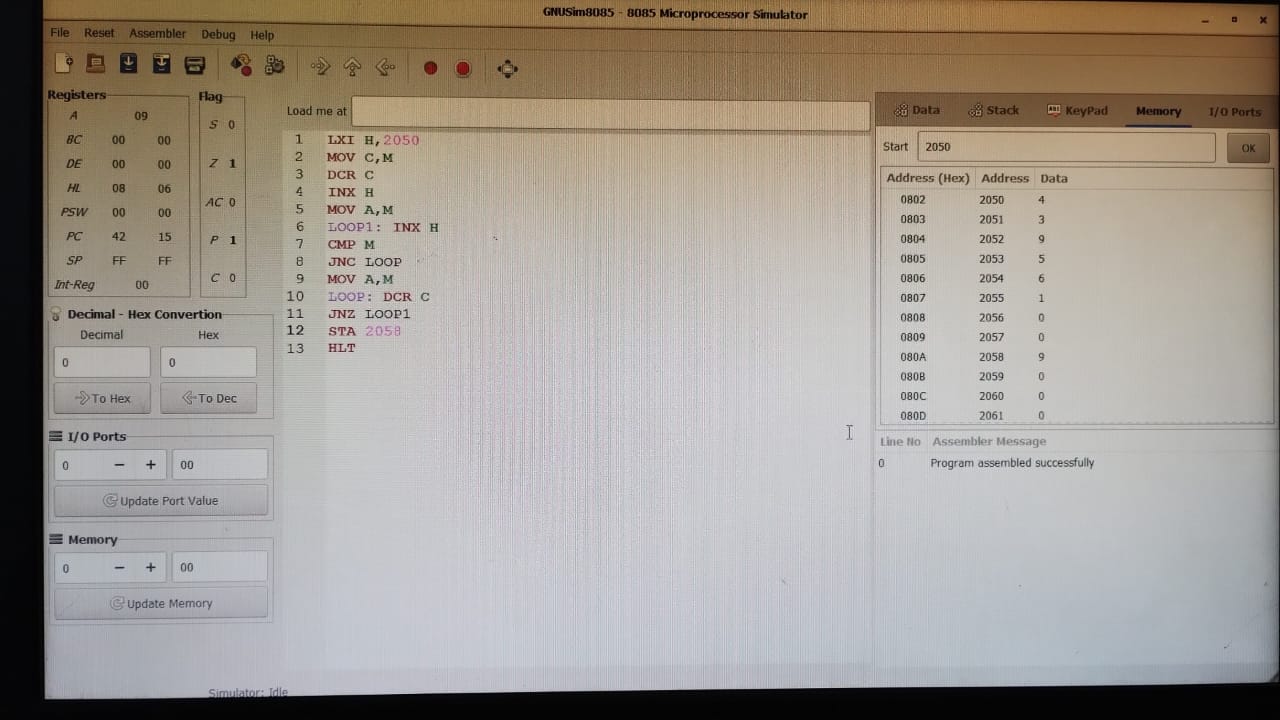 GNUSim8085 - 8085 Microprocessor Simulator
File Reset Assembler Debug Help
Registers
A 09
BC 00 00
DE 00 00
HL 08 06
PSW 00 00
PC 42 15
SP FF FF
Int-Reg 00
Flag
S 0
Z 1
AC 0
P 1
C 0
Decimal - Hex Convertion
Decimal Hex
0 0
To Hex To Dec
I/O Ports
0 − + 00
Update Port Value
Memory
0 − + 00
Update Memory
Simulator: Idle
Load me at
1 LXI H,2050
2 MOV C,M
3 DCR C
4 INX H
5 MOV A,M
6 LOOP1: INX H
7 CMP M
8 JNC LOOP
9 MOV A,M
10 LOOP: DCR C
11 JNZ LOOP1
12 STA 2058
13 HLT
Data Stack KeyPad Memory I/O Ports
Start 2050 OK
Address (Hex) Address Data
0802 2050 4
0803 2051 3
0804 2052 9
0805 2053 5
0806 2054 6
0807 2055 1
0808 2056 0
0809 2057 0
080A 2058 9
080B 2059 0
080C 2060 0
080D 2061 0
Line No Assembler Message
0 Program assembled successfully